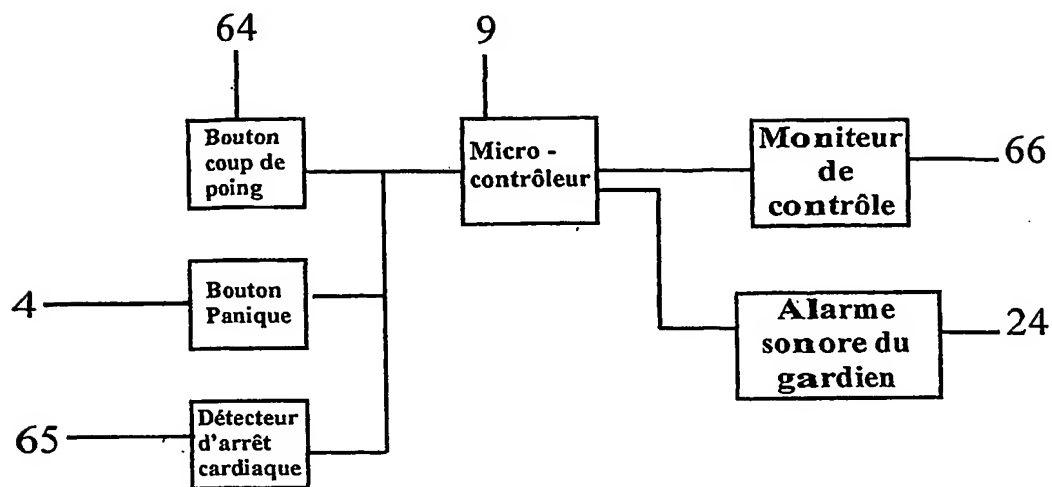 64
9
Bouton
coup de
poing
Micro -
contrôleur
Moniteur
de
contrôle
66
4
Bouton
Panique
Alarme
sonore du
gardien
24
65
Détecteur
d'arrêt
cardiaque